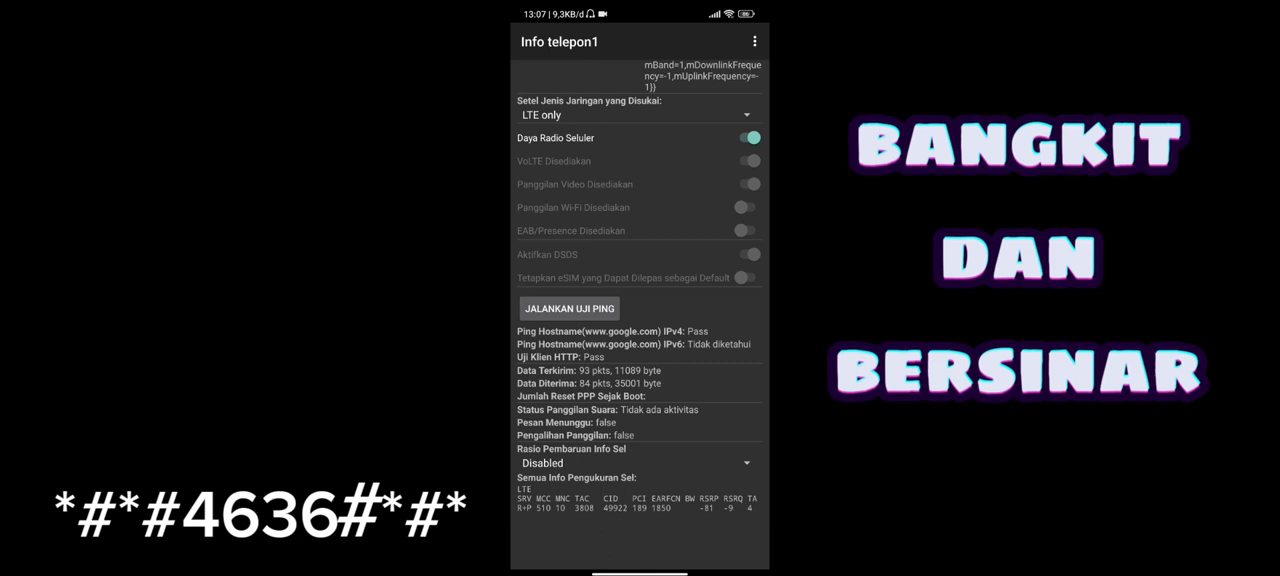 13:07 | 9,3KB/d
Info telepon1
mBand=1,mDownlinkFreque
ncy=-1,mUplinkFrequency=-
1}}
Setel Jenis Jaringan yang Disukai:
LTE only
Daya Radio Seluler
VoLTE Disediakan
Panggilan Video Disediakan
Panggilan Wi-Fi Disediakan
EAB/Presence Disediakan
Aktifkan DSDS
Tetapkan eSIM yang Dapat Dilepas sebagai Default
JALANKAN UJI PING
Ping Hostname(www.google.com) IPv4: Pass
Ping Hostname(www.google.com) IPv6: Tidak diketahui
Uji Klien HTTP: Pass
Data Terkirim: 93 pkts, 11089 byte
Data Diterima: 84 pkts, 35001 byte
Jumlah Reset PPP Sejak Boot:
Status Panggilan Suara: Tidak ada aktivitas
Pesan Menunggu: false
Pengalihan Panggilan: false
Rasio Pembaruan Info Sel
Disabled
Semua Info Pengukuran Sel:
LTE
SRV MCC MNC TAC CID PCI EARFCN BW RSRP RSRQ TA
R+P 510 10 3808 49922 189 1850 -81 -9 4
*#*#4636#*#*
BANGKIT
DAN
BERSINAR